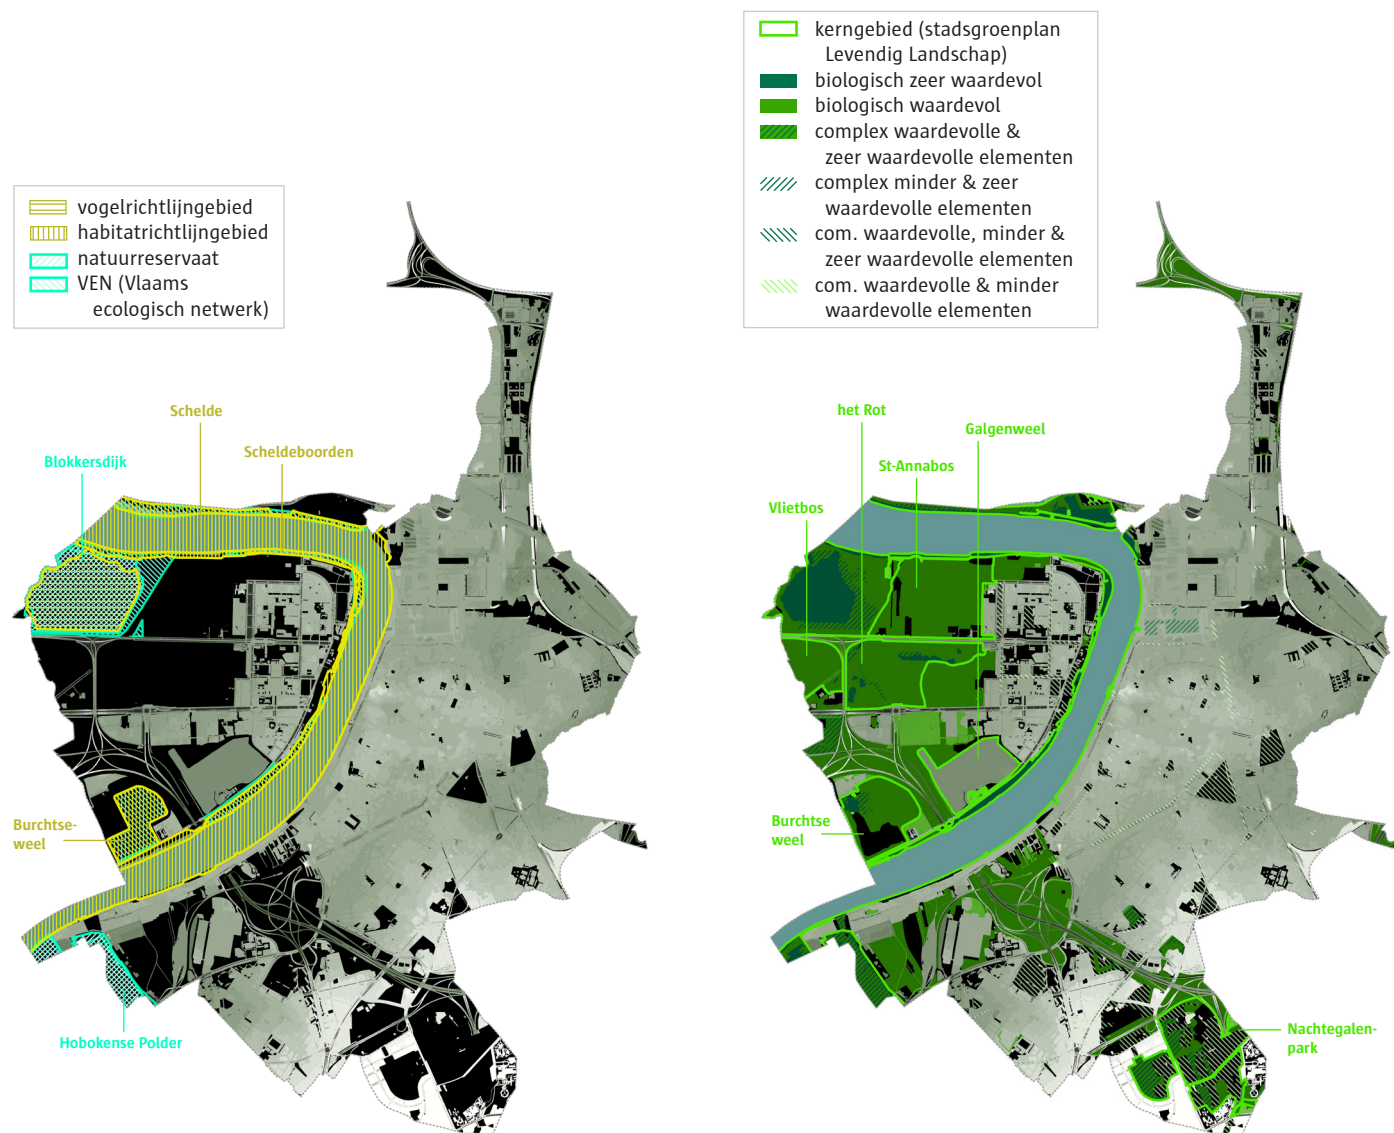 vogelrichtlijngebied
habitatrichtlijngebied
natuurreservaat
VEN (Vlaams
ecologisch netwerk)
Schelde
Scheldeboorden
Blokkersdijk
Burchtse-
weel
Hobokense Polder
kerngebied (stadsgroenplan
Levendig Landschap)
biologisch zeer waardevol
biologisch waardevol
complex waardevolle &
zeer waardevolle elementen
complex minder & zeer
waardevolle elementen
com. waardevolle, minder &
zeer waardevolle elementen
com. waardevolle & minder
waardevolle elementen
het Rot
Galgenweel
St-Annabos
Vlietbos
Burchtse
weel
Nachtegalen-
park